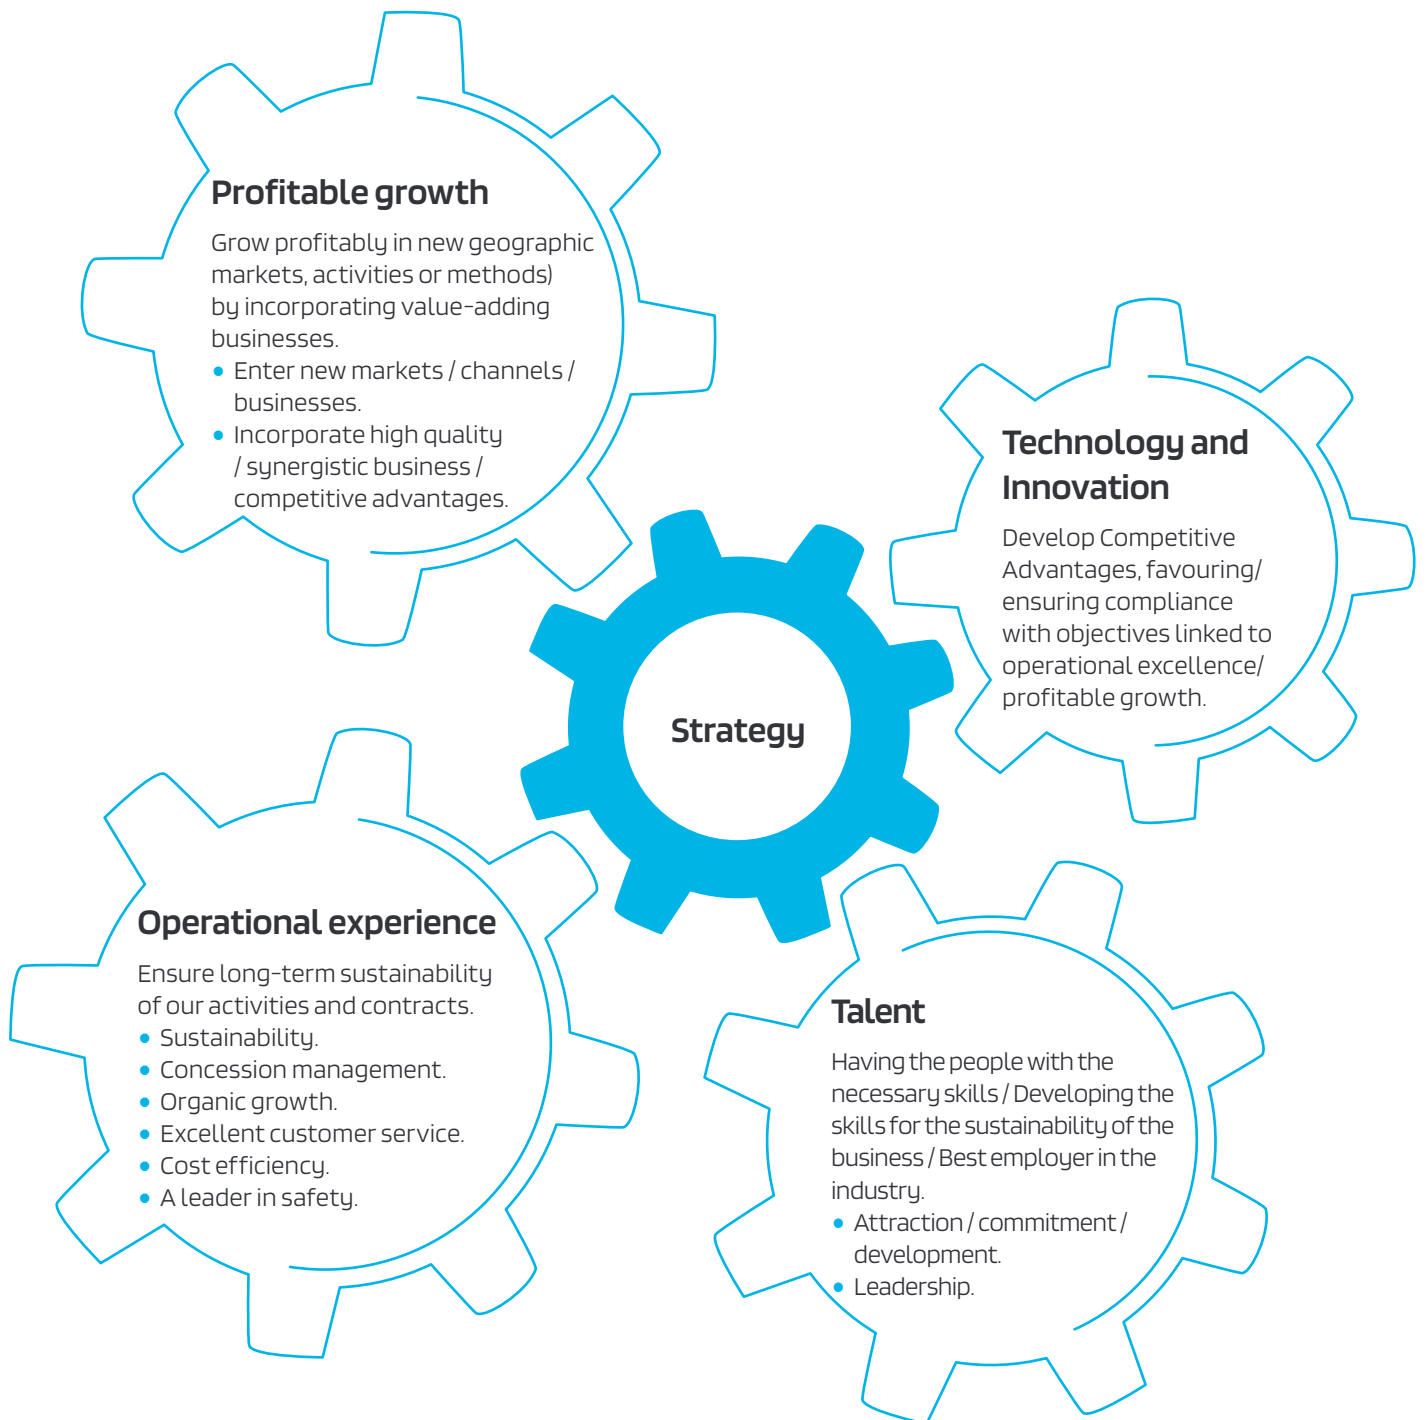 Profitable growth
Grow profitably in new geographic
markets, activities or methods)
by incorporating value-adding
businesses.
• Enter new markets / channels /
businesses.
• Incorporate high quality
/ synergistic business /
competitive advantages.
Technology and
Innovation
Develop Competitive
Advantages, favouring/
ensuring compliance
with objectives linked to
operational excellence/
profitable growth.
Strategy
Operational experience
Ensure long-term sustainability
of our activities and contracts.
• Sustainability.
• Concession management.
• Organic growth.
• Excellent customer service.
• Cost efficiency.
• A leader in safety.
Talent
Having the people with the
necessary skills / Developing the
skills for the sustainability of the
business / Best employer in the
industry.
• Attraction / commitment /
development.
• Leadership.